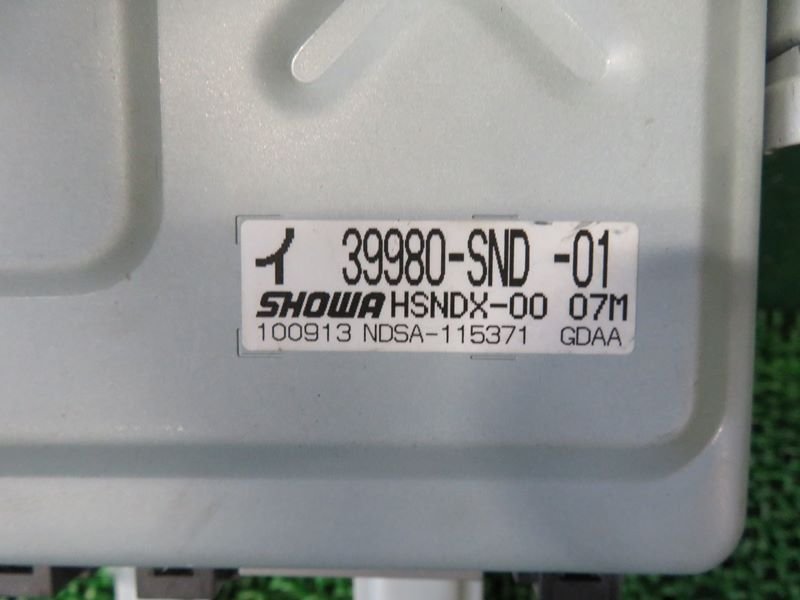 イ 39980-SND -01
SHOWA HSNDX-00 07M
100913 NDSA-115371 GDAA